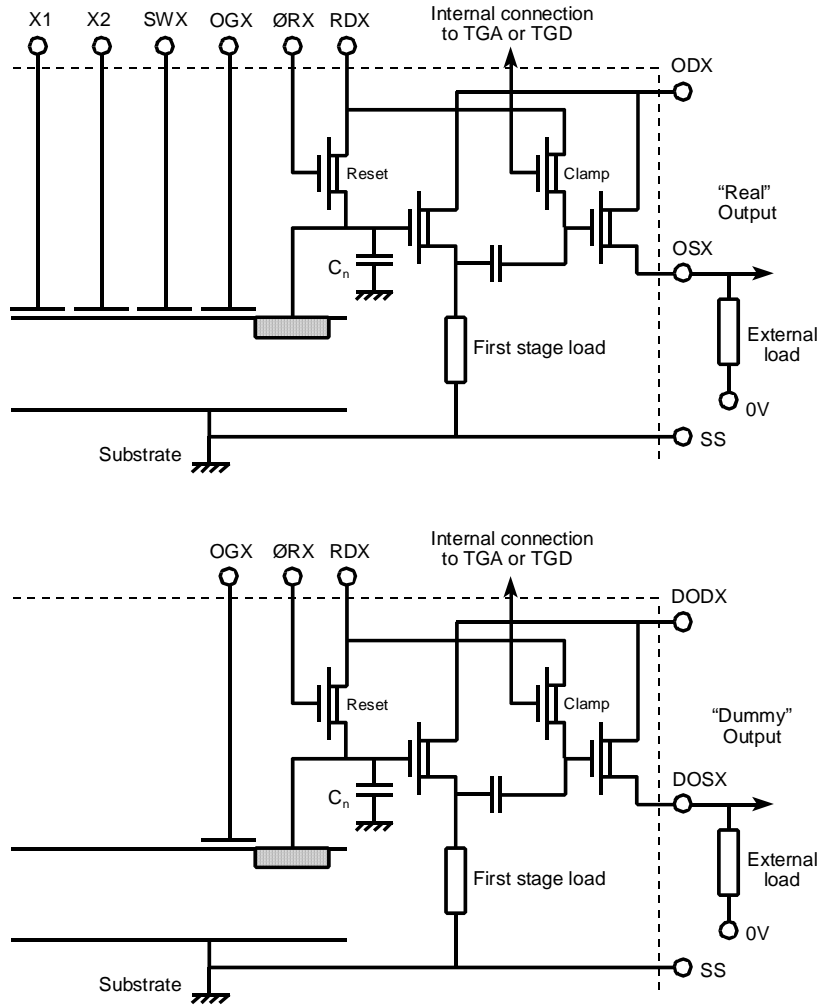 X1 X2 SWX OGX ØRX RDX
Internal connection
to TGA or TGD
ODX
Reset
Clamp
“Real”
Output
OSX
Cn
First stage load
External
load
0V
Substrate
SS
OGX ØRX RDX
Internal connection
to TGA or TGD
DODX
Reset
Clamp
“Dummy”
Output
DOSX
Cn
First stage load
External
load
0V
Substrate
SS